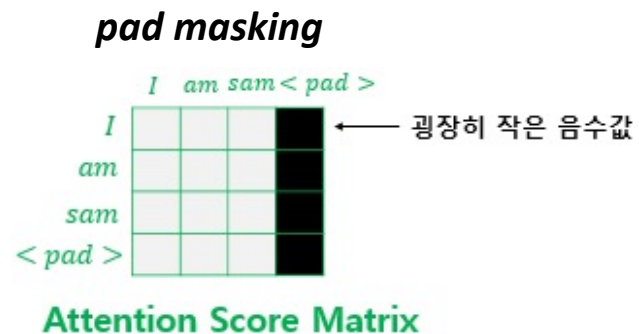 pad masking
I am sam < pad >
I
굉장히 작은 음수값
am
sam
< pad >
Attention Score Matrix